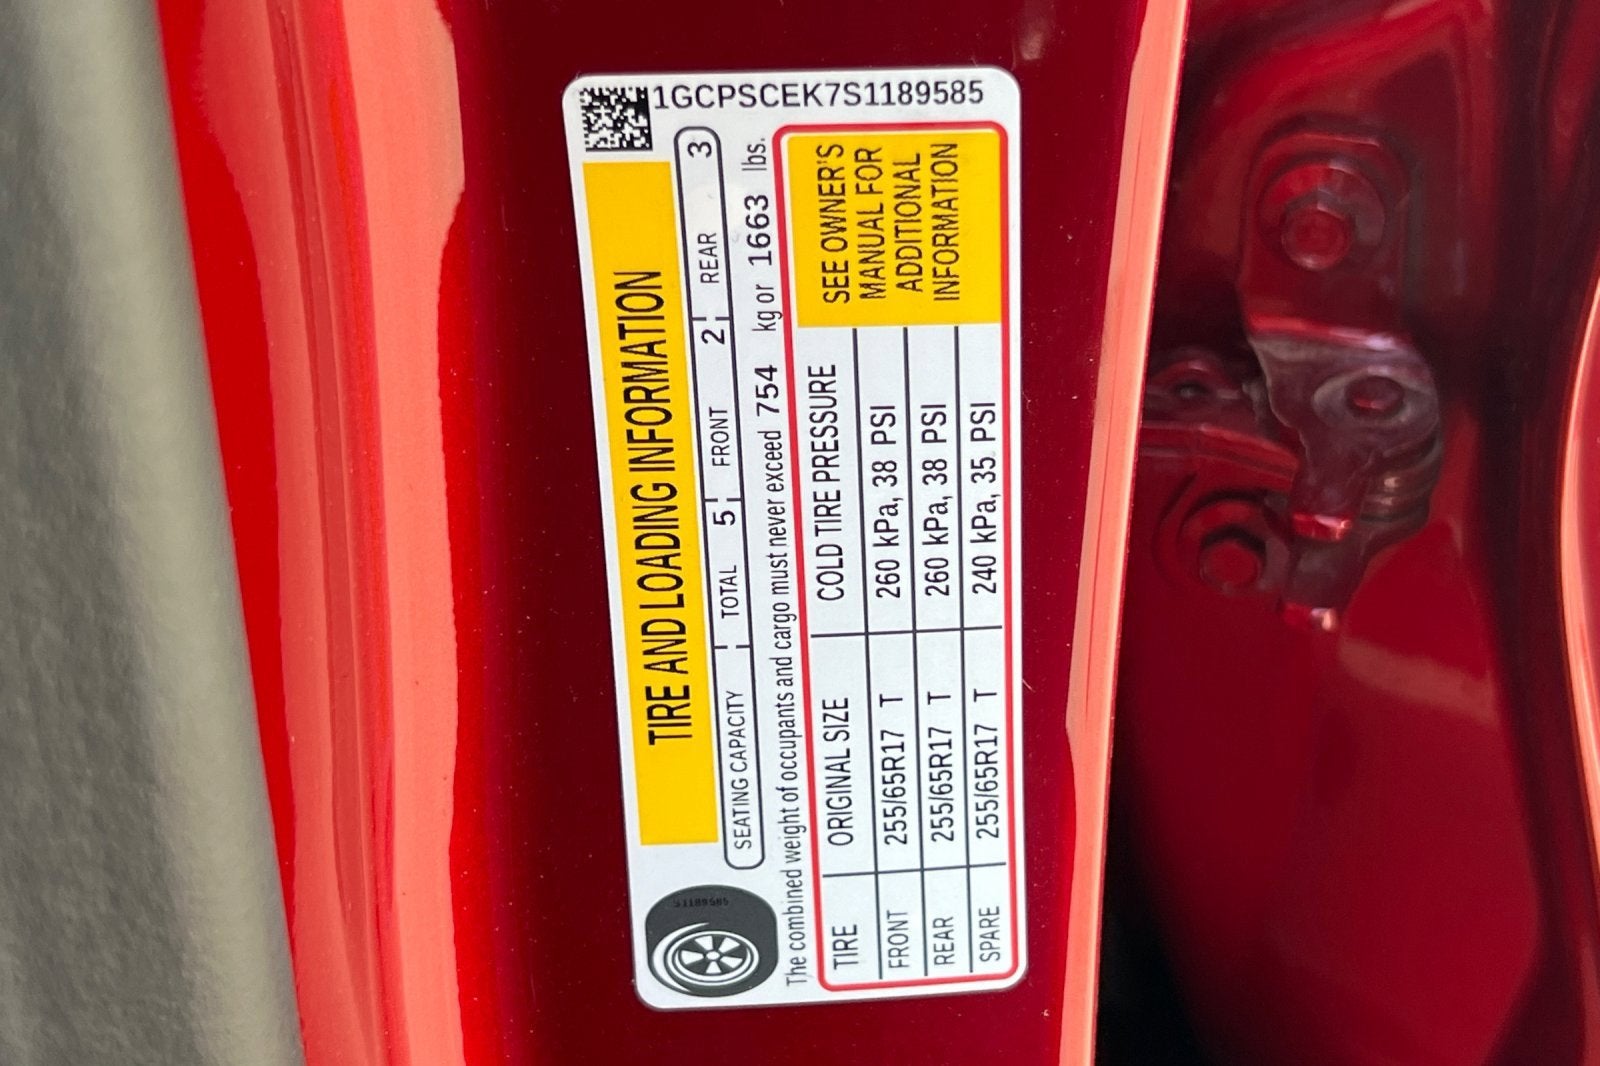 1GCPSCEK7S1189585
TIRE AND LOADING INFORMATION
SEATING CAPACITY TOTAL 5 FRONT 2 REAR 3
The combined weight of occupants and cargo must never exceed 754 kg or 1663 lbs.
TIRE ORIGINAL SIZE COLD TIRE PRESSURE
FRONT 255/65R17 T 260 kPa, 38 PSI
REAR 255/65R17 T 260 kPa, 38 PSI
SPARE 255/65R17 T 240 kPa, 35 PSI
SEE OWNER'S
MANUAL FOR
ADDITIONAL
INFORMATION
S1189585